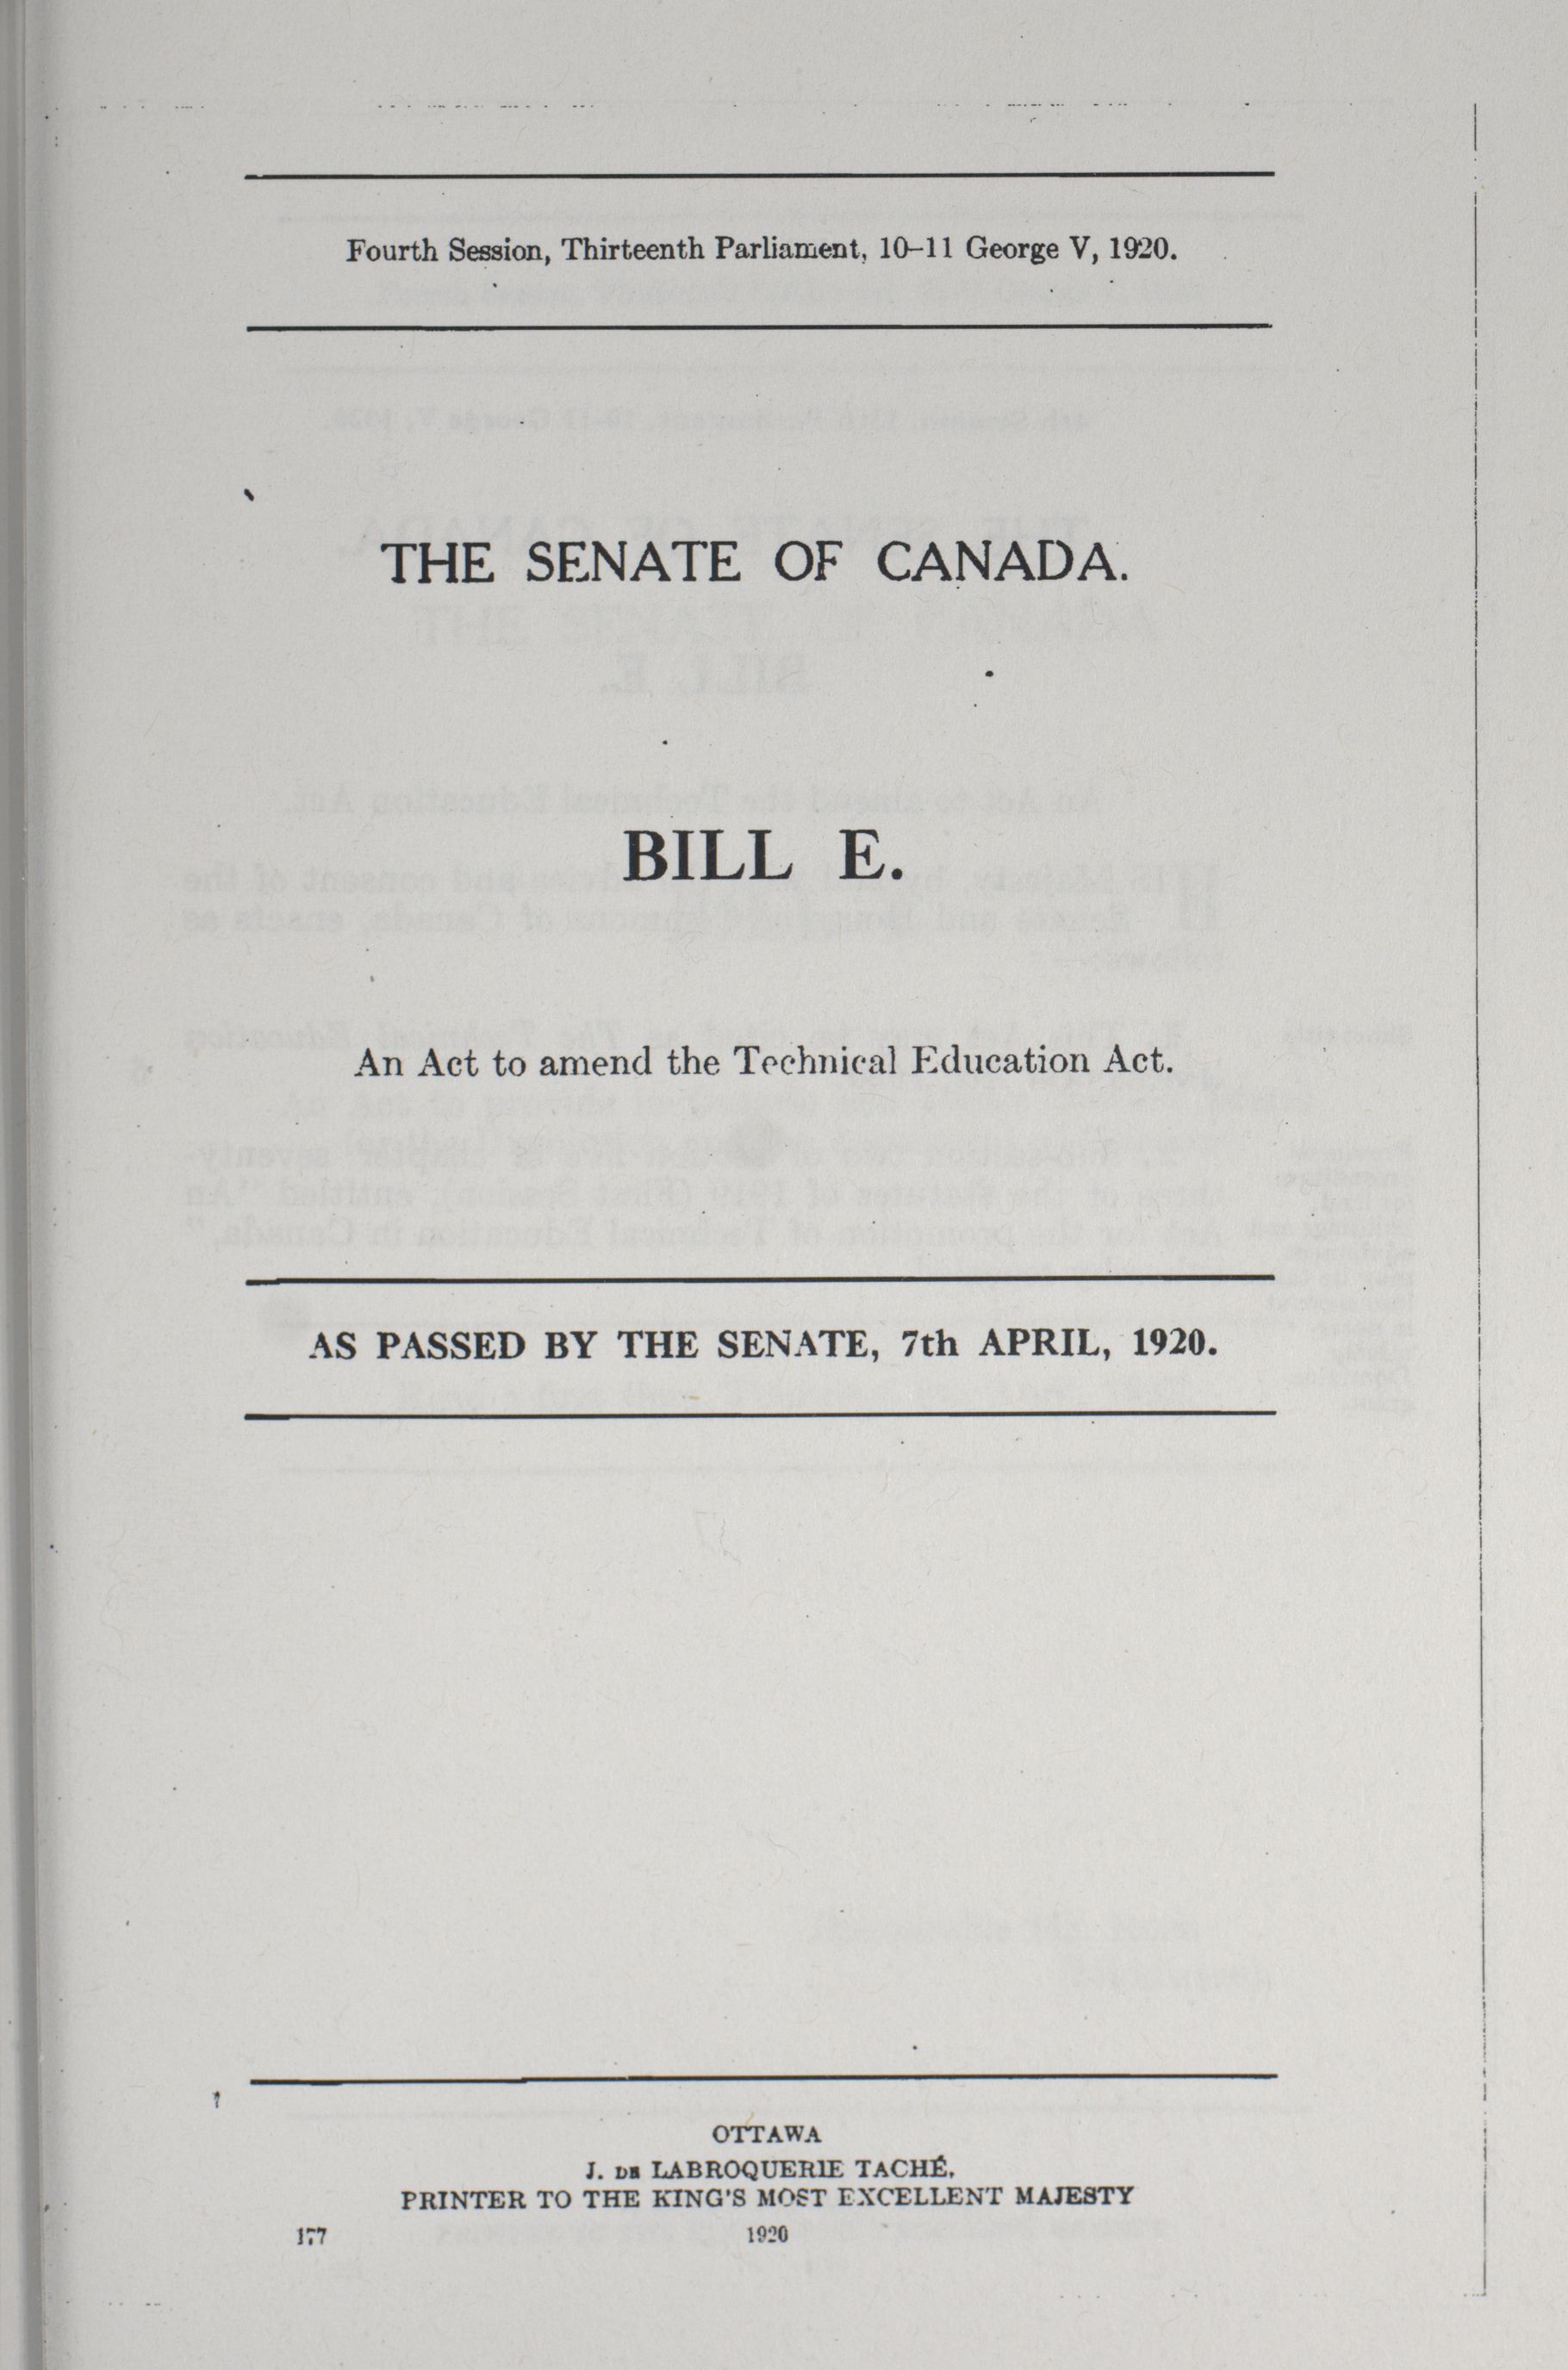 Fourth Session, Thirteenth Parliament, 10–11 George V, 1920.
THE SENATE OF CANADA.
BILL E.
An Act to amend the Technical Education Act.
AS PASSED BY THE SENATE, 7th APRIL, 1920.
OTTAWA
J. DE LABROQUERIE TACHÉ,
PRINTER TO THE KING'S MOST EXCELLENT MAJESTY
177 1920